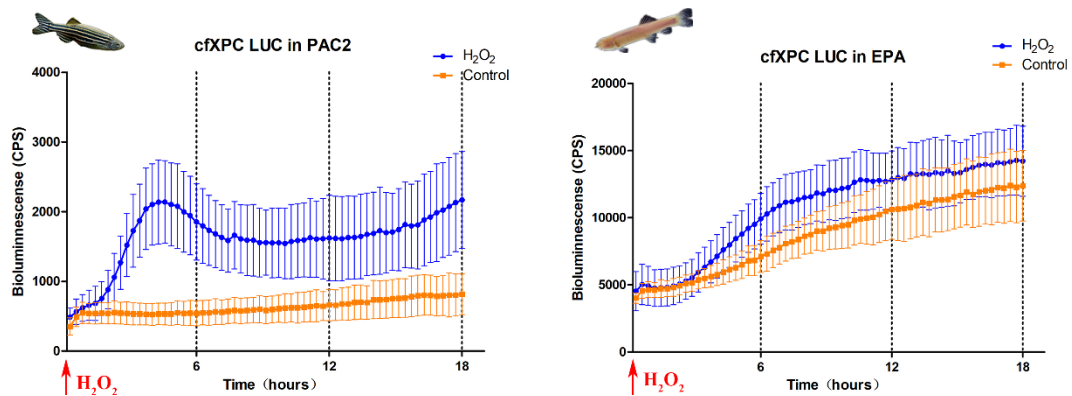 cfXPC LUC in PAC2
H₂O₂
Control
Bioluminnescense (CPS)
4000
3000
2000
1000
0
6
12
18
Time（hours）
H₂O₂
cfXPC LUC in EPA
H₂O₂
Control
Bioluminnescense (CPS)
20000
15000
10000
5000
0
6
12
18
Time（hours）
H₂O₂